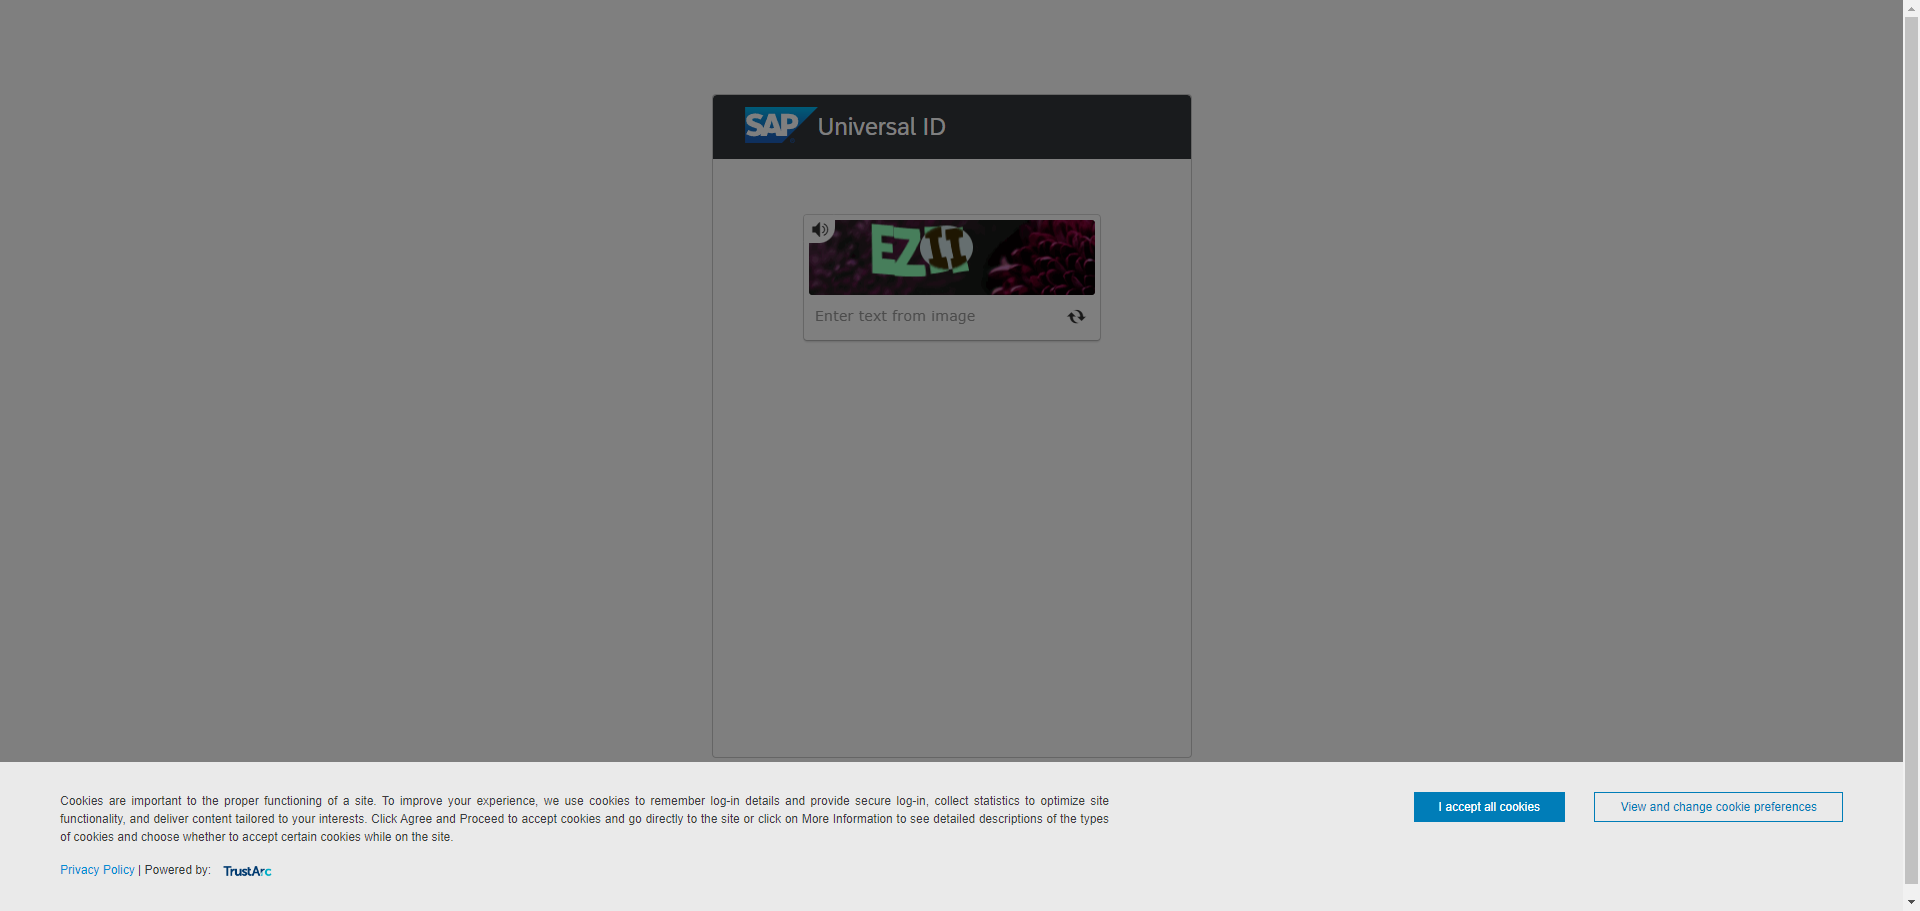 SAP Universal ID
EZII
Enter text from image
Cookies are important to the proper functioning of a site. To improve your experience, we use cookies to remember log-in details and provide secure log-in, collect statistics to optimize site
functionality, and deliver content tailored to your interests. Click Agree and Proceed to accept cookies and go directly to the site or click on More Information to see detailed descriptions of the types
of cookies and choose whether to accept certain cookies while on the site.
I accept all cookies
View and change cookie preferences
Privacy Policy | Powered by: TrustArc